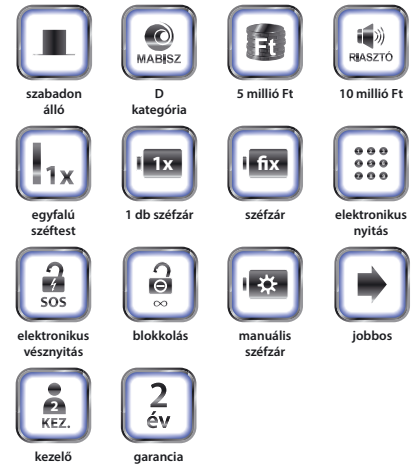 MABISZ
Ft
RIASZTÓ
szabadon álló
D kategória
5 millió Ft
10 millió Ft
1x
1x
fix
egyfalú széftest
1 db széfzár
széfzár
elektronikus nyitás
SOS
∞
elektronikus vésznyitás
blokkolás
manuális széfzár
jobbos
2
KEZ.
2
év
kezelő
garancia